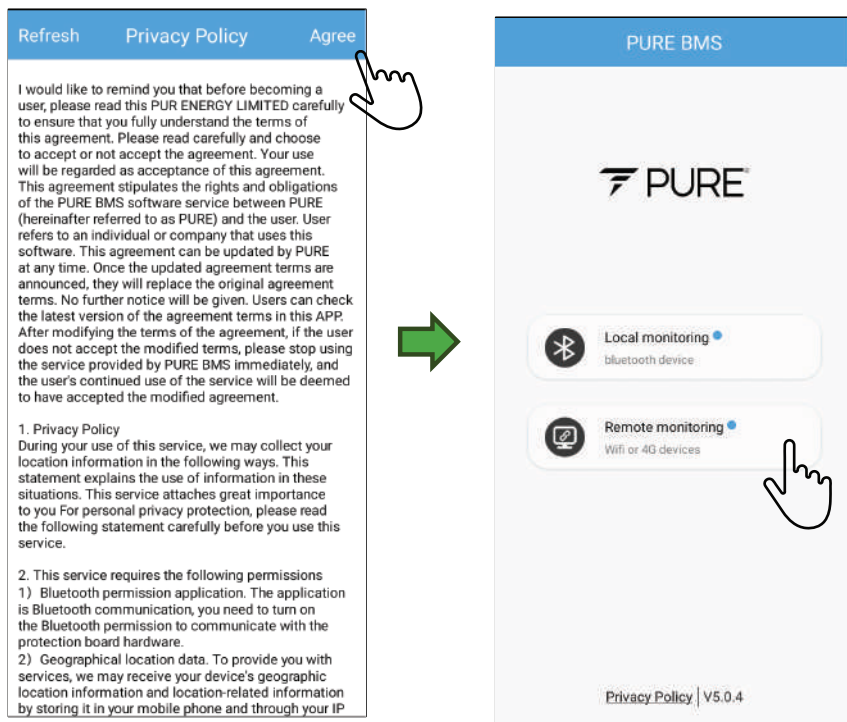 Refresh Privacy Policy Agree
I would like to remind you that before becoming a
user, please read this PUR ENERGY LIMITED carefully
to ensure that you fully understand the terms of
this agreement. Please read carefully and choose
to accept or not accept the agreement. Your use
will be regarded as acceptance of this agreement.
This agreement stipulates the rights and obligations
of the PURE BMS software service between PURE
(hereinafter referred to as PURE) and the user. User
refers to an individual or company that uses this
software. This agreement can be updated by PURE
at any time. Once the updated agreement terms are
announced, they will replace the original agreement
terms. No further notice will be given. Users can check
the latest version of the agreement terms in this APP.
After modifying the terms of the agreement, if the user
does not accept the modified terms, please stop using
the service provided by PURE BMS immediately, and
the user's continued use of the service will be deemed
to have accepted the modified agreement.
1. Privacy Policy
During your use of this service, we may collect your
location information in the following ways. This
statement explains the use of information in these
situations. This service attaches great importance
to you For personal privacy protection, please read
the following statement carefully before you use this
service.
2. This service requires the following permissions
1) Bluetooth permission application. The application
is Bluetooth communication, you need to turn on
the Bluetooth permission to communicate with the
protection board hardware.
2) Geographical location data. To provide you with
services, we may receive your device's geographic
location information and location-related information
by storing it in your mobile phone and through your IP
PURE BMS
PURE
Local monitoring
bluetooth device
Remote monitoring
Wifi or 4G devices
Privacy Policy | V5.0.4